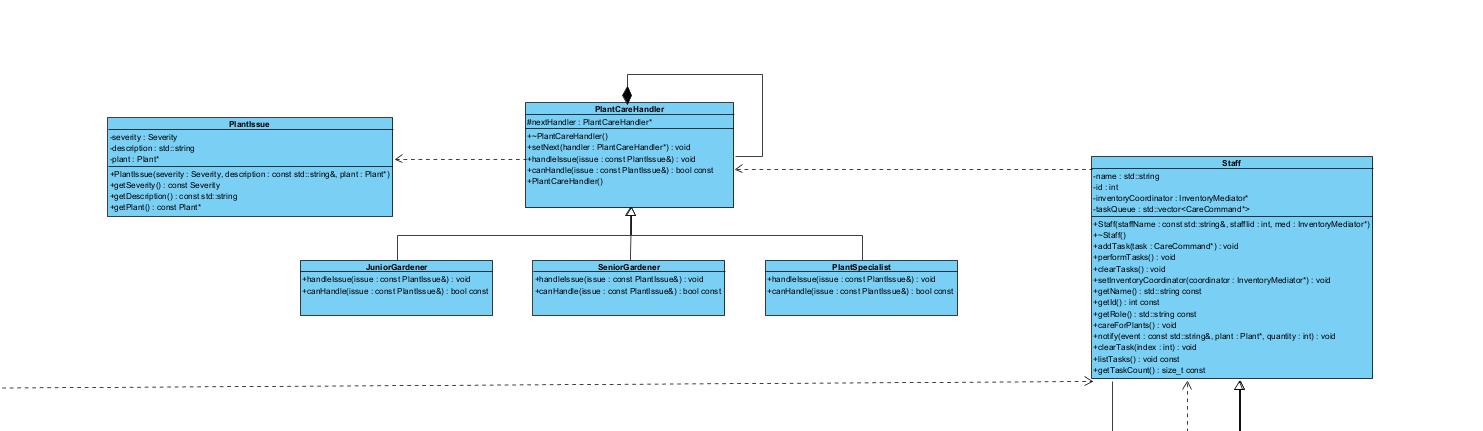 PlantIssue
-severity : Severity
-description : std::string
-plant : Plant*
+PlantIssue(severity : Severity, description : const std::string&, plant : Plant*)
+getSeverity() : const Severity
+getDescription() : const std::string
+getPlant() : const Plant*
PlantCareHandler
#nextHandler : PlantCareHandler*
+~PlantCareHandler()
+setNext(handler : PlantCareHandler*) : void
+handleIssue(issue : const PlantIssue&) : void
+canHandle(issue : const PlantIssue&) : bool const
+PlantCareHandler()
JuniorGardener
+handleIssue(issue : const PlantIssue&) : void
+canHandle(issue : const PlantIssue&) : bool const
SeniorGardener
+handleIssue(issue : const PlantIssue&) : void
+canHandle(issue : const PlantIssue&) : bool const
PlantSpecialist
+handleIssue(issue : const PlantIssue&) : void
+canHandle(issue : const PlantIssue&) : bool const
Staff
-name : std::string
-id : int
-inventoryCoordinator : InventoryMediator*
-taskQueue : std::vector<CareCommand*>
+Staff(staffName : const std::string&, staffIid : int, med : InventoryMediator*)
+~Staff()
+addTask(task : CareCommand*) : void
+performTasks() : void
+clearTasks() : void
+setInventoryCoordinator(coordinator : InventoryMediator*) : void
+getName() : std::string const
+getId() : int const
+getRole() : std::string const
+careForPlants() : void
+notify(event : const std::string&, plant : Plant*, quantity : int) : void
+clearTask(index : int) : void
+listTasks() : void const
+getTaskCount() : size_t const